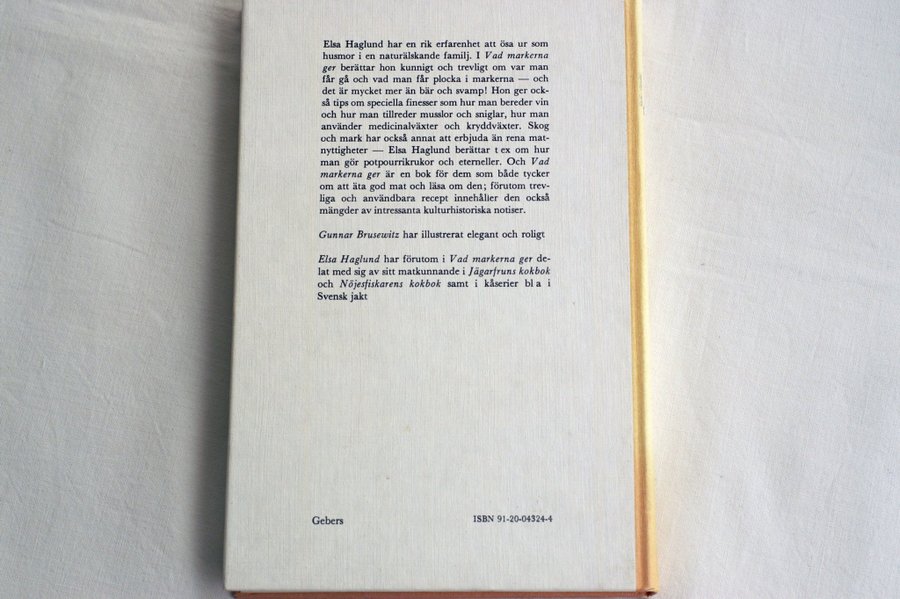 Elsa Haglund har en rik erfarenhet att ösa ur som
husmor i en naturälskande familj. I Vad markerna
ger berättar hon kunnigt och trevligt om var man
får gå och vad man får plocka i markerna — och
det är mycket mer än bär och svamp! Hon ger ock-
så tips om speciella finesser som hur man bereder vin
och hur man tillreder musslor och sniglar, hur man
använder medicinalväxter och kryddväxter. Skog
och mark har också annat att erbjuda än rena mat-
nyttigheter — Elsa Haglund berättar t ex om hur
man gör potpourrikrukor och eterneller. Och Vad
markerna ger är en bok för dem som både tycker
om att äta god mat och läsa om den; förutom trev-
liga och användbara recept innehåller den också
mängder av intressanta kulturhistoriska notiser.
Gunnar Brusewitz har illustrerat elegant och roligt
Elsa Haglund har förutom i Vad markerna ger de-
lat med sig av sitt matkunnande i Jägarfruns kokbok
och Nöjesfiskarens kokbok samt i kåserier bl a i
Svensk jakt
Gebers
ISBN 91-20-04324-4